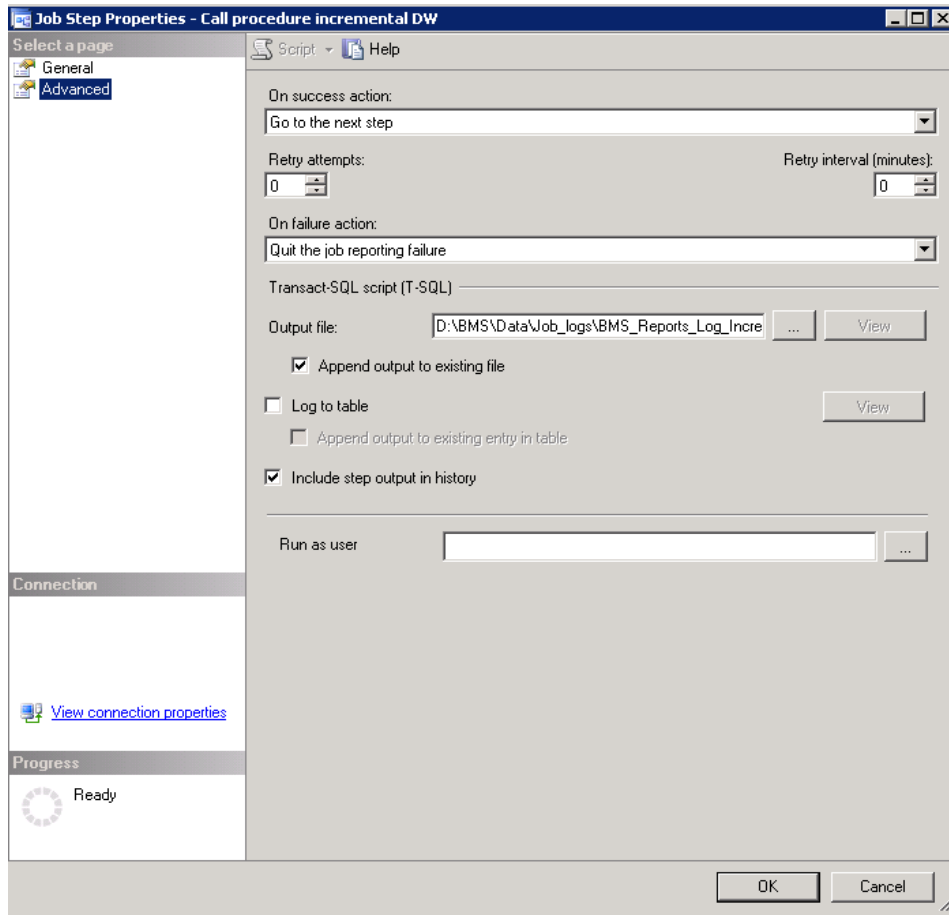 Job Step Properties - Call procedure incremental DW
Select a page
General
Advanced
Script
Help
On success action:
Go to the next step
Retry attempts:
Retry interval (minutes):
0
0
On failure action:
Quit the job reporting failure
Transact-SQL script (T-SQL)
Output file:
D:\BMS\Data\Job_logs\BMS_Reports_Log_Incre
...
View
Append output to existing file
Log to table
View
Append output to existing entry in table
Include step output in history
Run as user
...
Connection
View connection properties
Progress
Ready
OK
Cancel